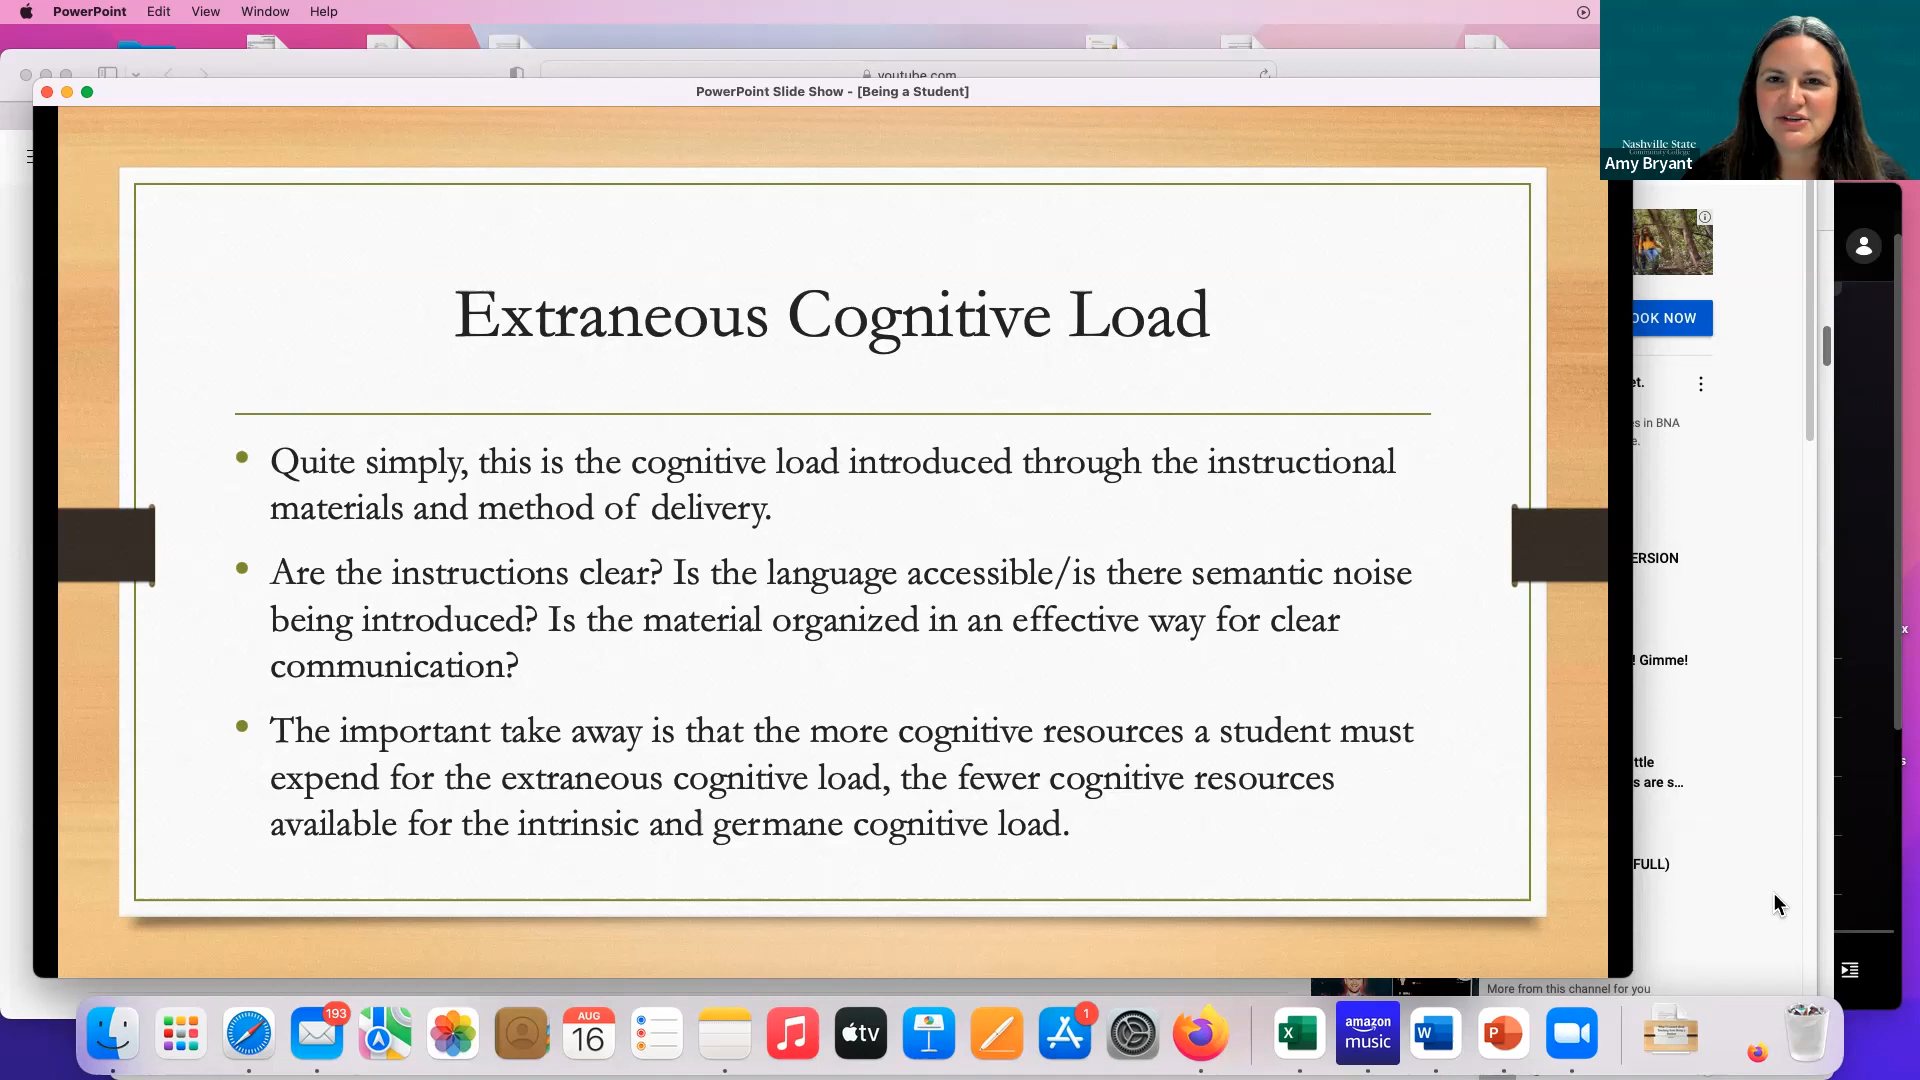 PowerPoint Edit View Window Help
youtube.com
PowerPoint Slide Show - [Being a Student]
Nashville State
Community College
Amy Bryant
Extraneous Cognitive Load
• Quite simply, this is the cognitive load introduced through the instructional
materials and method of delivery.
• Are the instructions clear? Is the language accessible/is there semantic noise
being introduced? Is the material organized in an effective way for clear
communication?
• The important take away is that the more cognitive resources a student must
expend for the extraneous cognitive load, the fewer cognitive resources
available for the intrinsic and germane cognitive load.
OOK NOW
et.
es in BNA
e.
ERSION
x
! Gimme!
ttle
s
s are s...
FULL)
More from this channel for you
193
AUG
16
tv
1
X
amazon
music
W
P